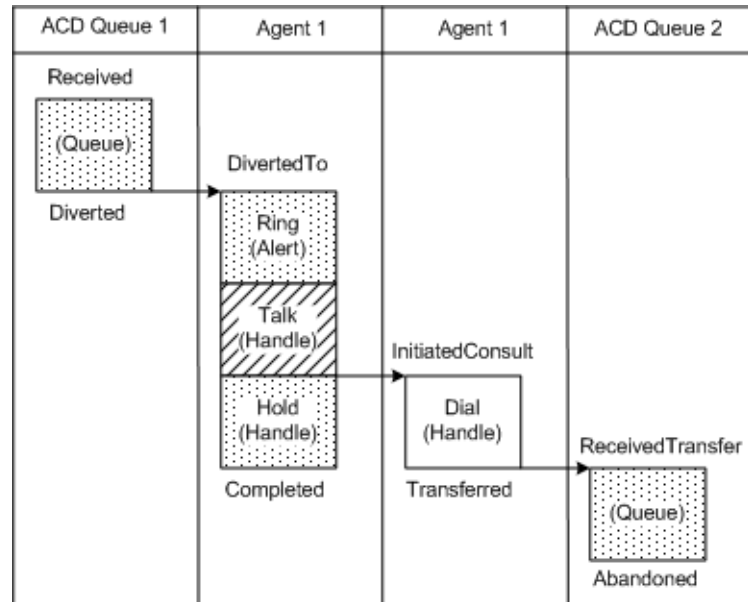 ACD Queue 1
Agent 1
Agent 1
ACD Queue 2
Received
(Queue)
Diverted
DivertedTo
Ring
(Alert)
Talk
(Handle)
Hold
(Handle)
Completed
InitiatedConsult
Dial
(Handle)
Transferred
ReceivedTransfer
(Queue)
Abandoned